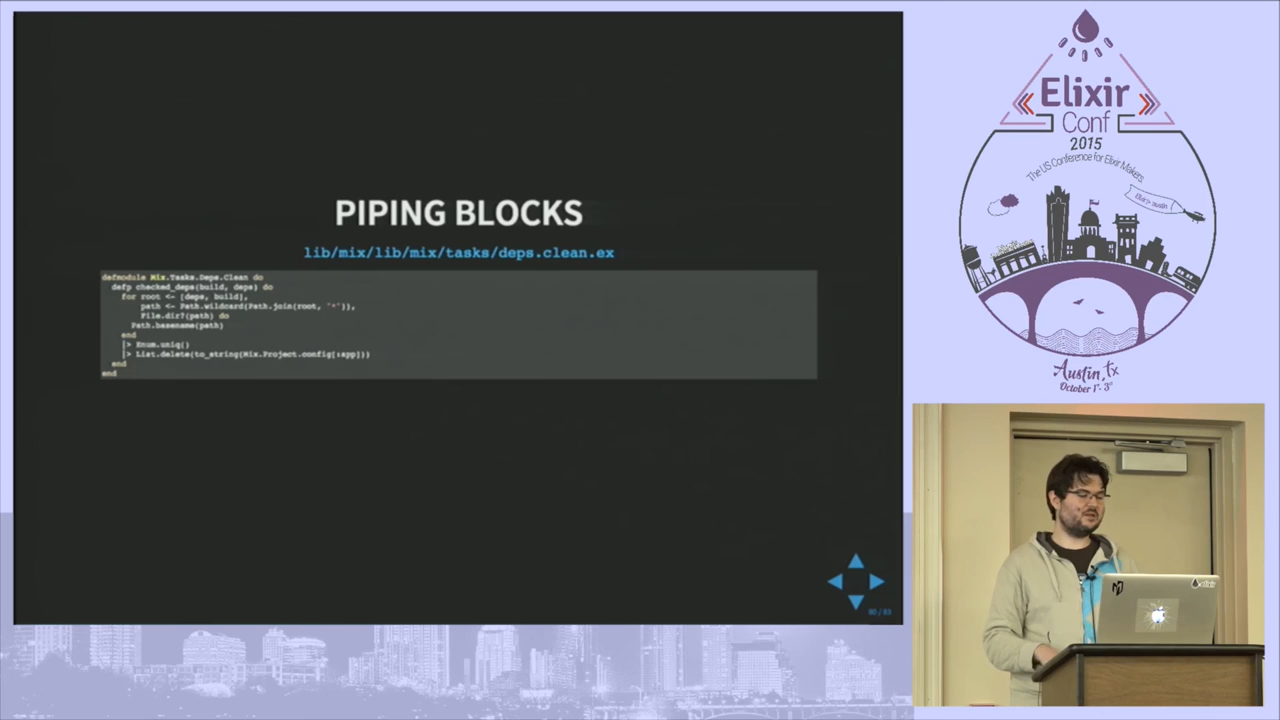 PIPING BLOCKS
lib/mix/lib/mix/tasks/deps.clean.ex
defmodule Mix.Tasks.Deps.Clean do
defp checked_deps(build, deps) do
for root <- [deps, build],
path <- Path.wildcard(Path.join(root, "*")),
File.dir?(path) do
Path.basename(path)
end
|> Enum.uniq()
|> List.delete(to_string(Mix.Project.config[:app]))
end
end
80 / 83
Elixir
Conf
2015
The US Conference for Elixir Makers
Austin, TX
October 1st - 3rd